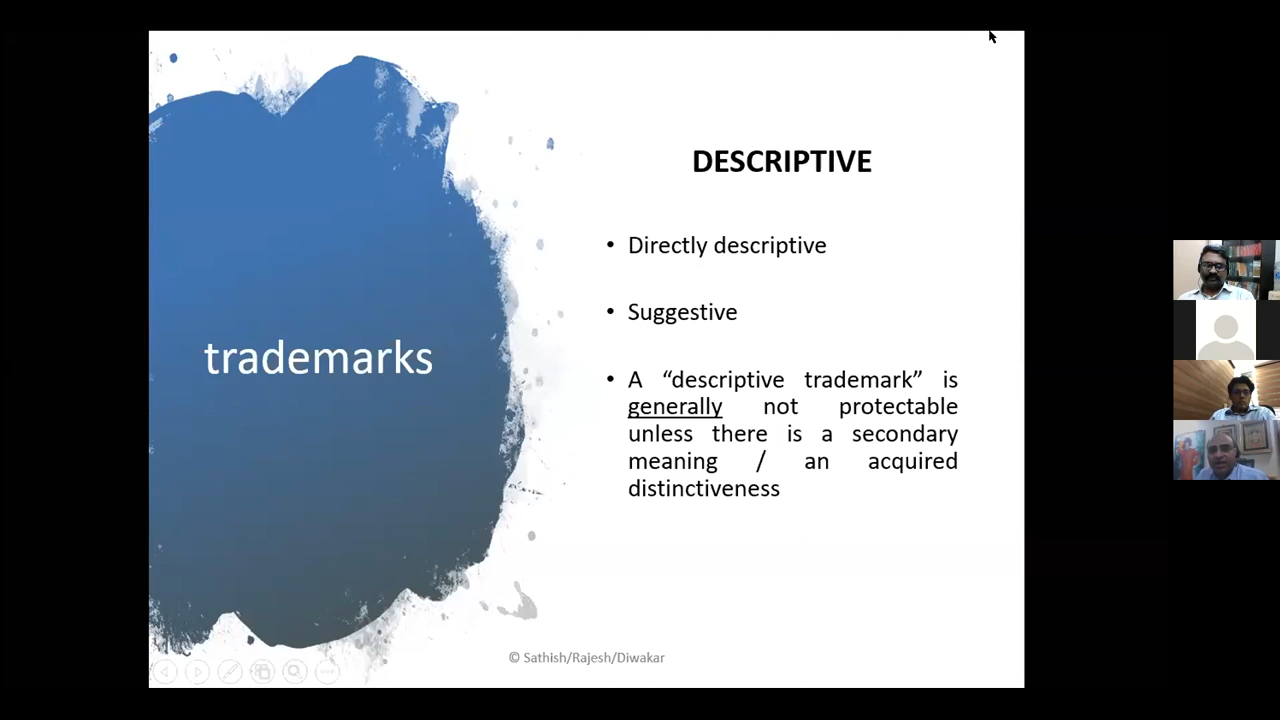 trademarks
DESCRIPTIVE
• Directly descriptive
• Suggestive
• A “descriptive trademark” is
generally not protectable
unless there is a secondary
meaning / an acquired
distinctiveness
© Sathish/Rajesh/Diwakar